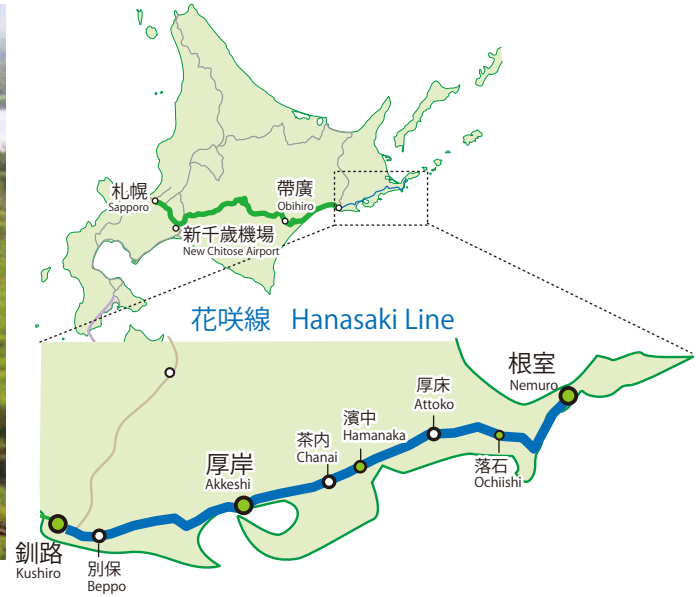 札幌
Sapporo
帶廣
Obihiro
新千歲機場
New Chitose Airport
花咲線 Hanasaki Line
根室
Nemuro
厚床
Attoko
濱中
Hamanaka
茶内
Chanai
落石
Ochiishi
厚岸
Akkeshi
釧路
Kushiro
別保
Beppo